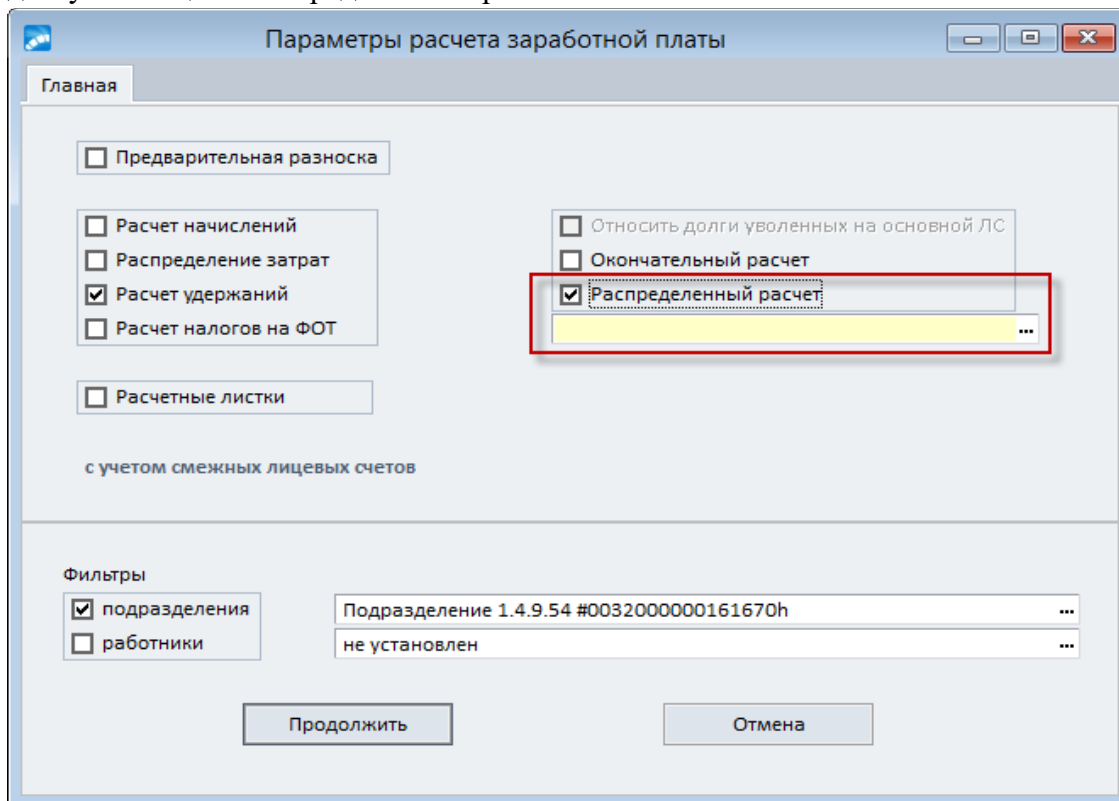 Параметры расчета заработной платы
Главная
Предварительная разноска
Расчет начислений
Распределение затрат
Расчет удержаний
Расчет налогов на ФОТ
Относить долги уволенных на основной ЛС
Окончательный расчет
Распределенный расчет
...
Расчетные листки
с учетом смежных лицевых счетов
Фильтры
подразделения
Подразделение 1.4.9.54 #0032000000161670h ...
работники
не установлен ...
Продолжить
Отмена